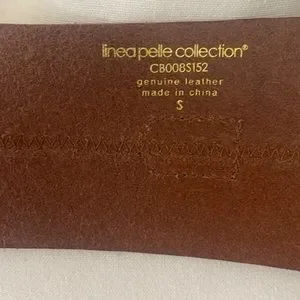 linea pelle collection®
CB008S152
genuine leather
made in china
S